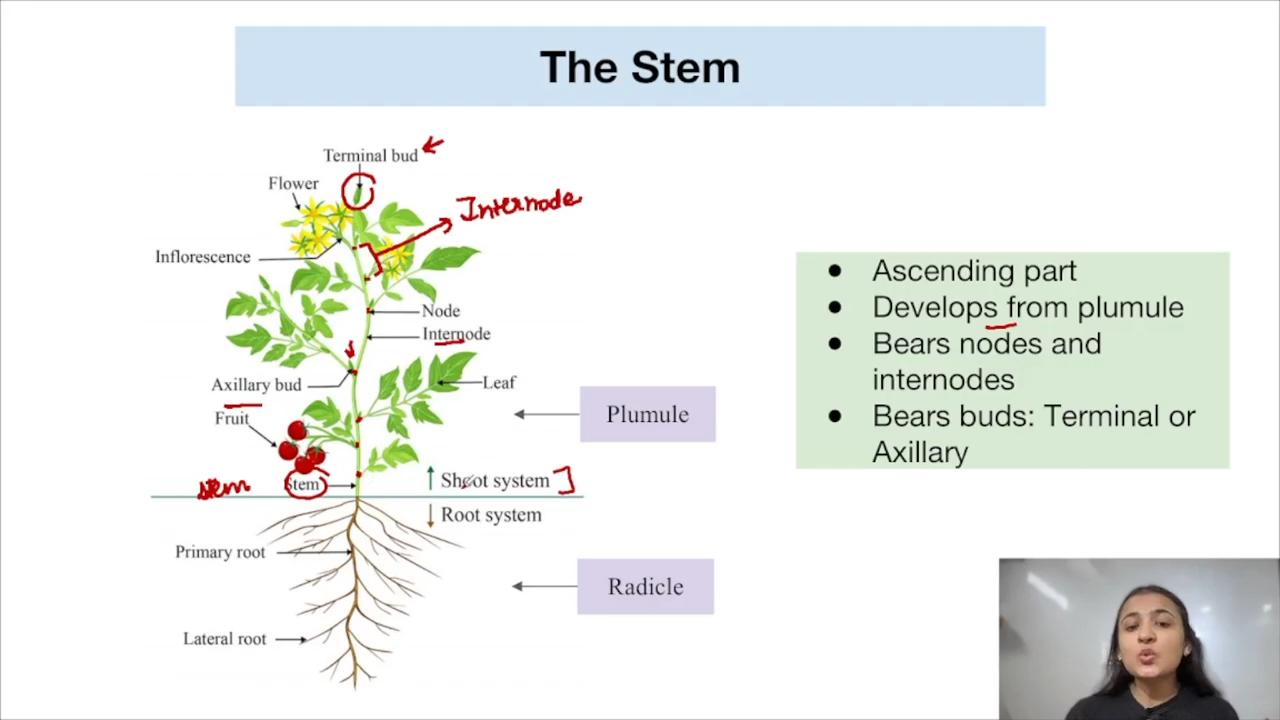 The Stem
Terminal bud
Flower
Internode
Inflorescence
Node
Internode
Axillary bud
Leaf
Fruit
Plumule
stem
Stem
Shoot system
Root system
Primary root
Radicle
Lateral root
● Ascending part
● Develops from plumule
● Bears nodes and
internodes
● Bears buds: Terminal or
Axillary